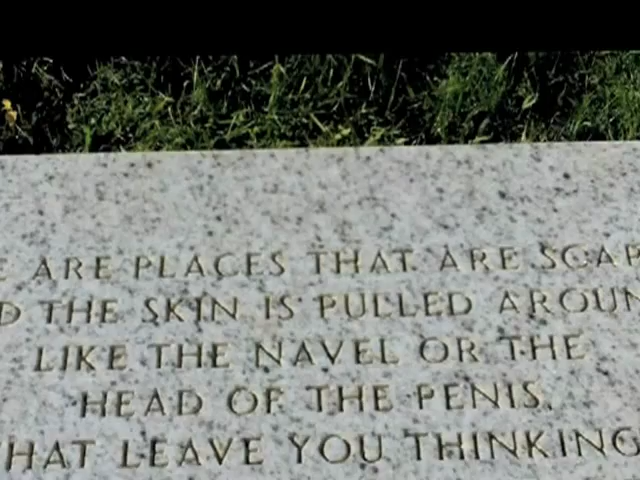 ARE PLACES THAT ARE
THE SKIN IS PULLED
LIKE THE NAVEL OR THE
HEAD OF THE PENIS.
LEAVE YOU THINKING